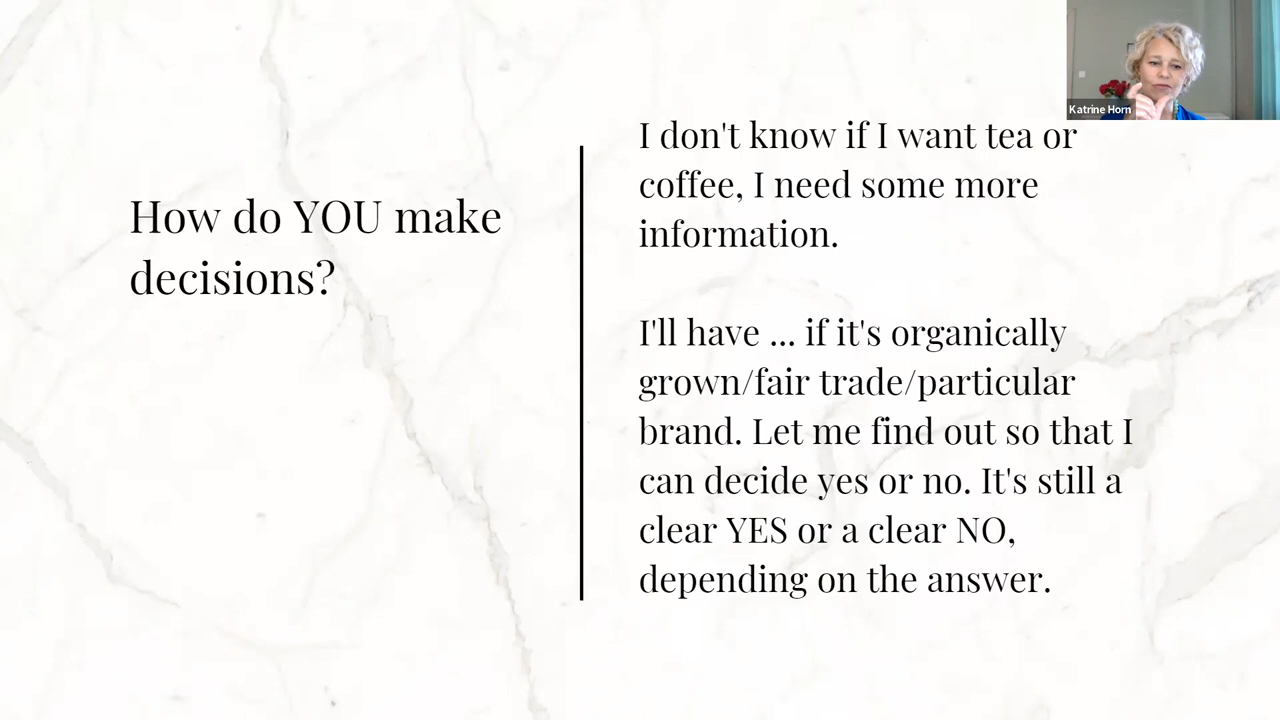 Katrine Horn
How do YOU make
decisions?
I don't know if I want tea or
coffee, I need some more
information.
I'll have ... if it's organically
grown/fair trade/particular
brand. Let me find out so that I
can decide yes or no. It's still a
clear YES or a clear NO,
depending on the answer.